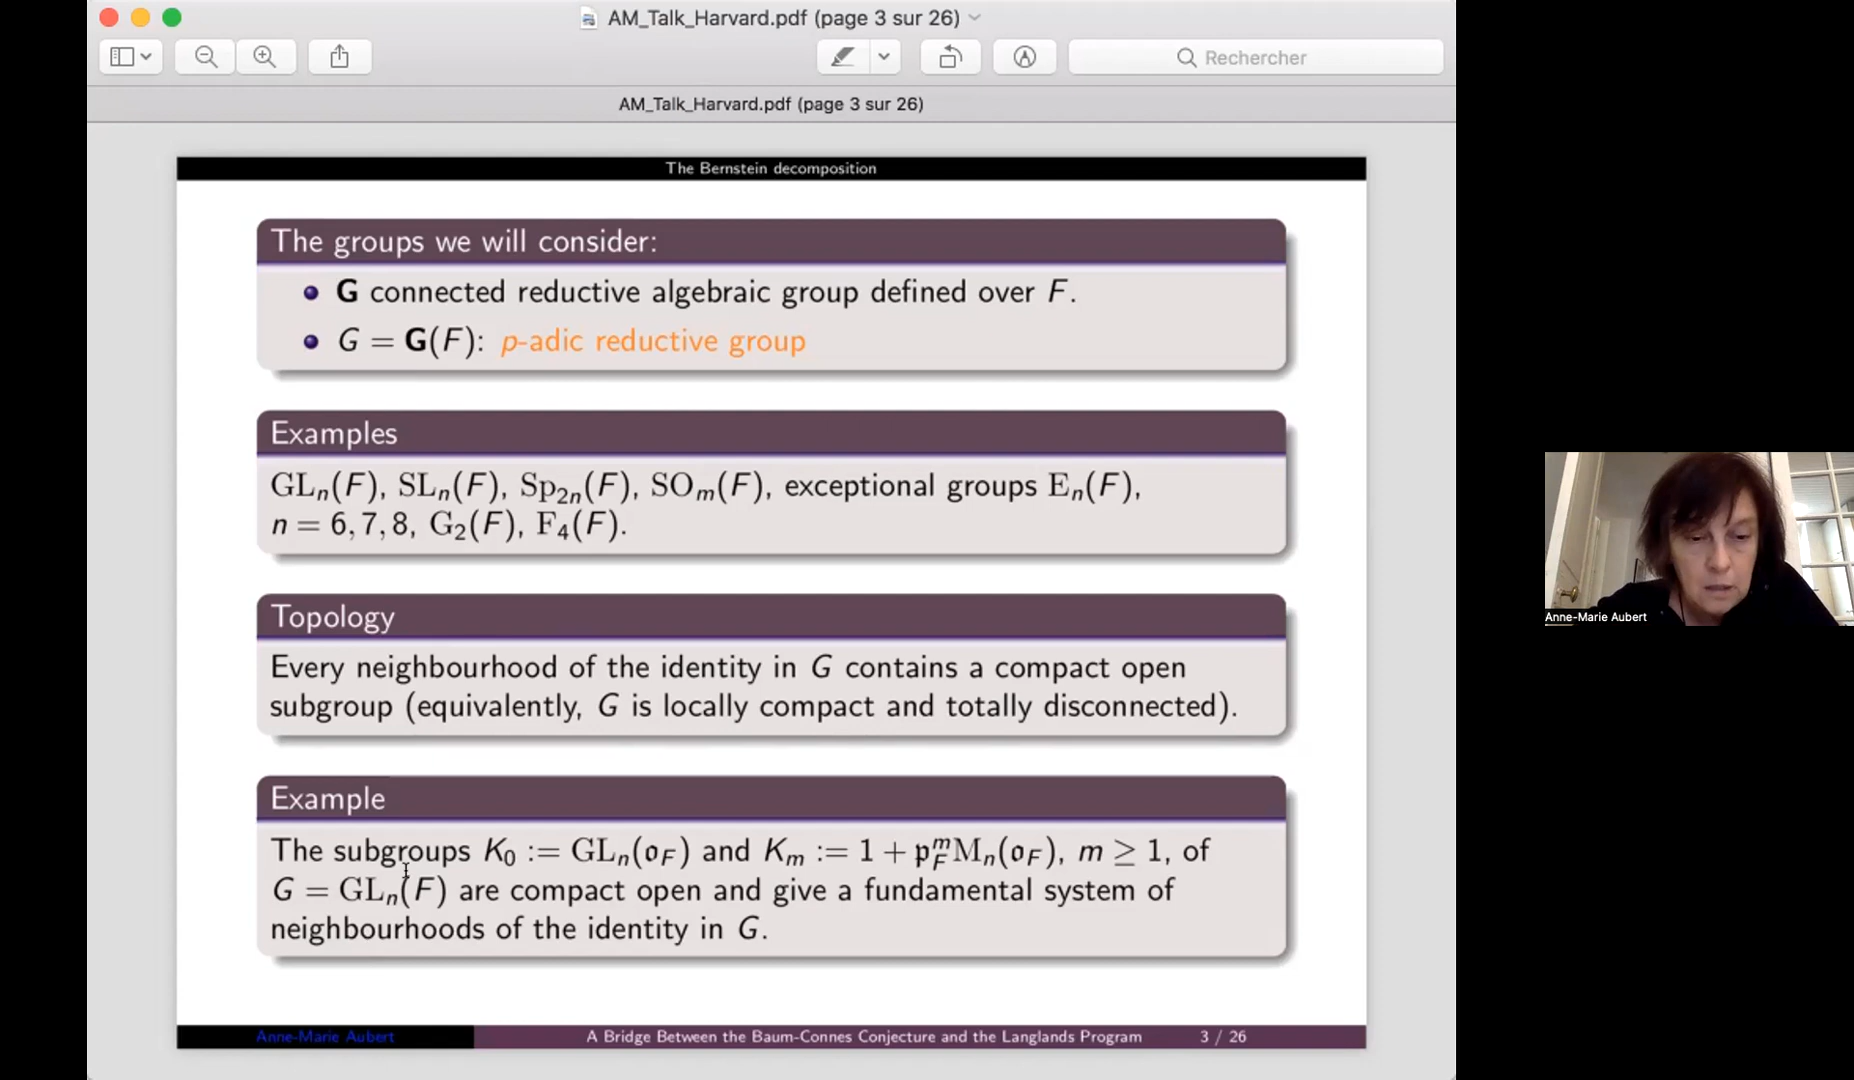 AM_Talk_Harvard.pdf (page 3 sur 26)
Rechercher
AM_Talk_Harvard.pdf (page 3 sur 26)
The Bernstein decomposition
The groups we will consider:
G connected reductive algebraic group defined over F.
G = G(F): p-adic reductive group
Examples
GLₙ(F), SLₙ(F), Sp₂ₙ(F), SOₘ(F), exceptional groups Eₙ(F),
n = 6, 7, 8, G₂(F), F₄(F).
Topology
Every neighbourhood of the identity in G contains a compact open
subgroup (equivalently, G is locally compact and totally disconnected).
Example
The subgroups K₀ := GLₙ(𝔬_F) and Kₘ := 1 + 𝔭_F^m Mₙ(𝔬_F), m ≥ 1, of
G = GLₙ(F) are compact open and give a fundamental system of
neighbourhoods of the identity in G.
Anne-Marie Aubert
A Bridge Between the Baum-Connes Conjecture and the Langlands Program
3 / 26
Anne-Marie Aubert